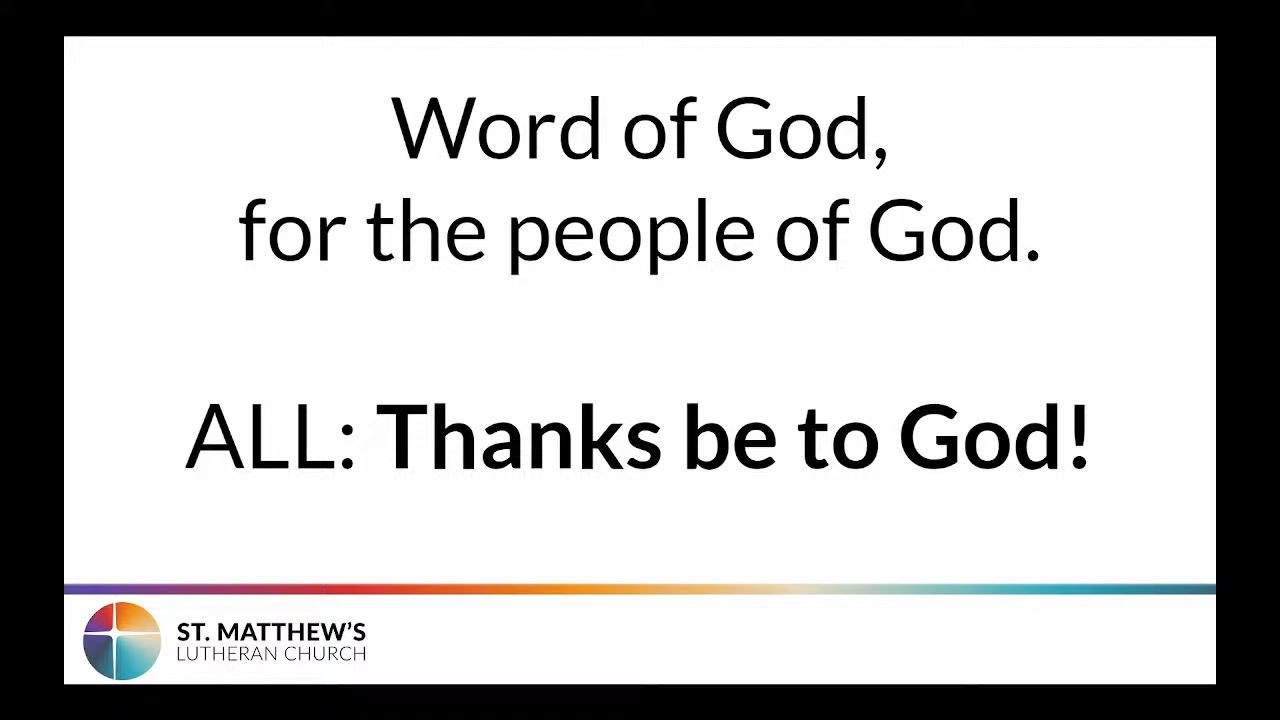 Word of God,
for the people of God.
ALL: Thanks be to God!
ST. MATTHEW'S
LUTHERAN CHURCH